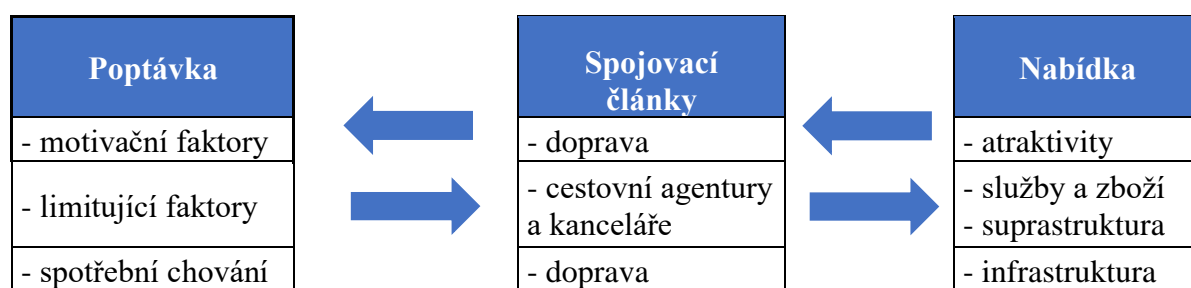 Poptávka
- motivační faktory
- limitující faktory
- spotřební chování
Spojovací
články
- doprava
- cestovní agentury
a kanceláře
- doprava
Nabídka
- atraktivity
- služby a zboží
- suprastruktura
- infrastruktura